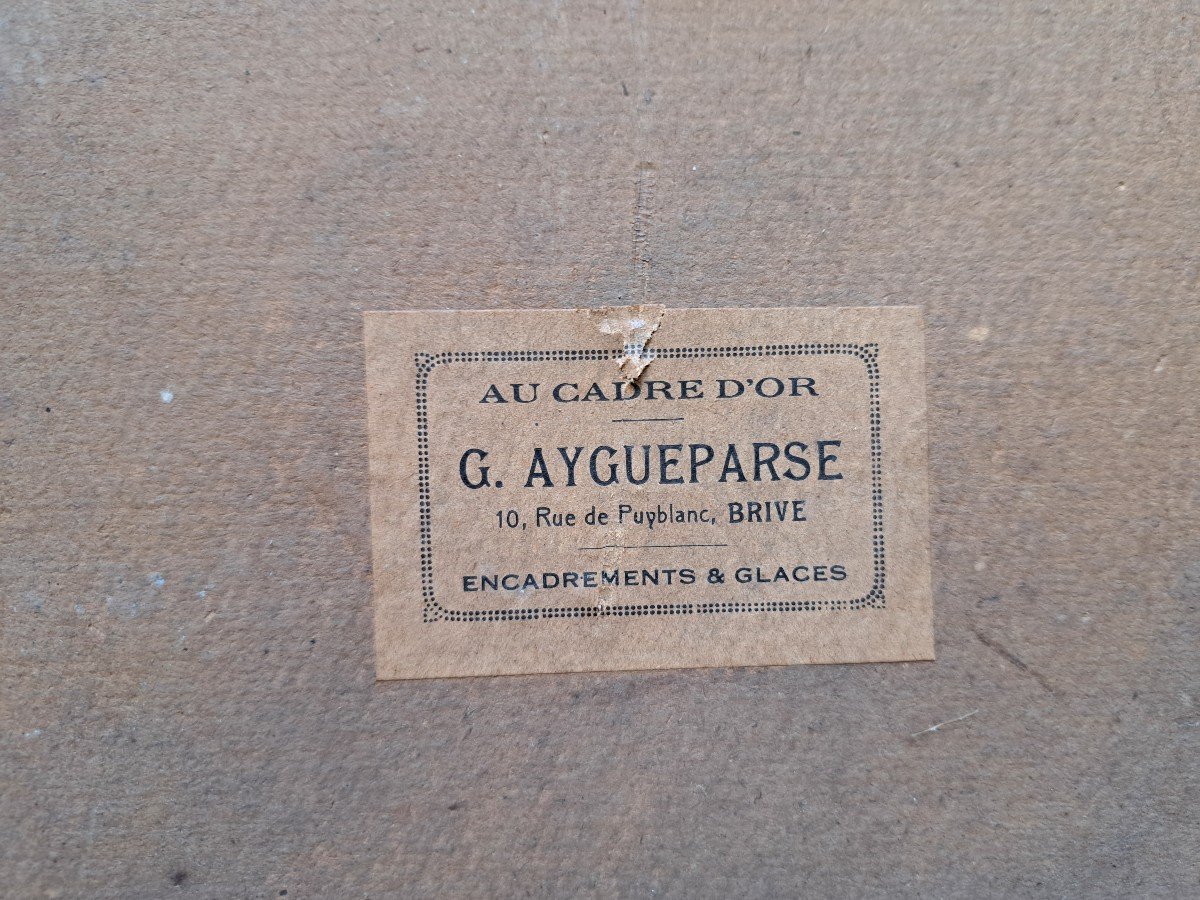 AU CADRE D'OR
G. AYGUEPARSE
10, Rue de Puyblanc, BRIVE
ENCADREMENTS & GLACES